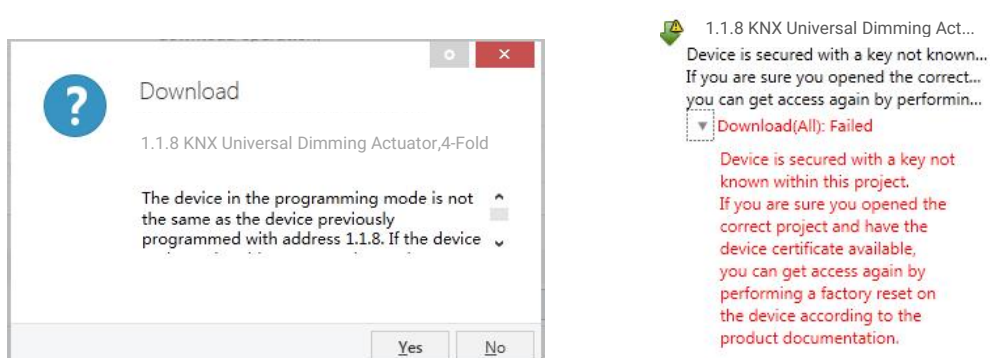 Download
1.1.8 KNX Universal Dimming Actuator,4-Fold
The device in the programming mode is not
the same as the device previously
programmed with address 1.1.8. If the device
Yes
No
1.1.8 KNX Universal Dimming Act...
Device is secured with a key not known...
If you are sure you opened the correct...
you can get access again by performin...
Download(All): Failed
Device is secured with a key not
known within this project.
If you are sure you opened the
correct project and have the
device certificate available,
you can get access again by
performing a factory reset on
the device according to the
product documentation.